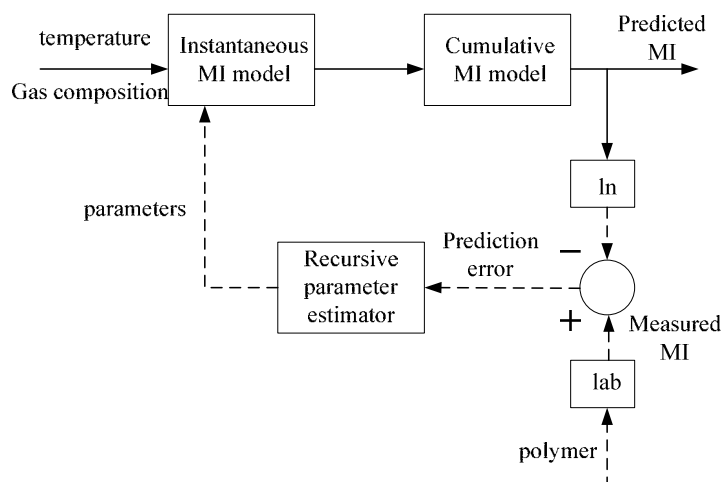 temperature
Gas composition
Instantaneous
MI model
Cumulative
MI model
Predicted
MI
ln
parameters
Recursive
parameter
estimator
Prediction
error
−
+
Measured
MI
lab
polymer